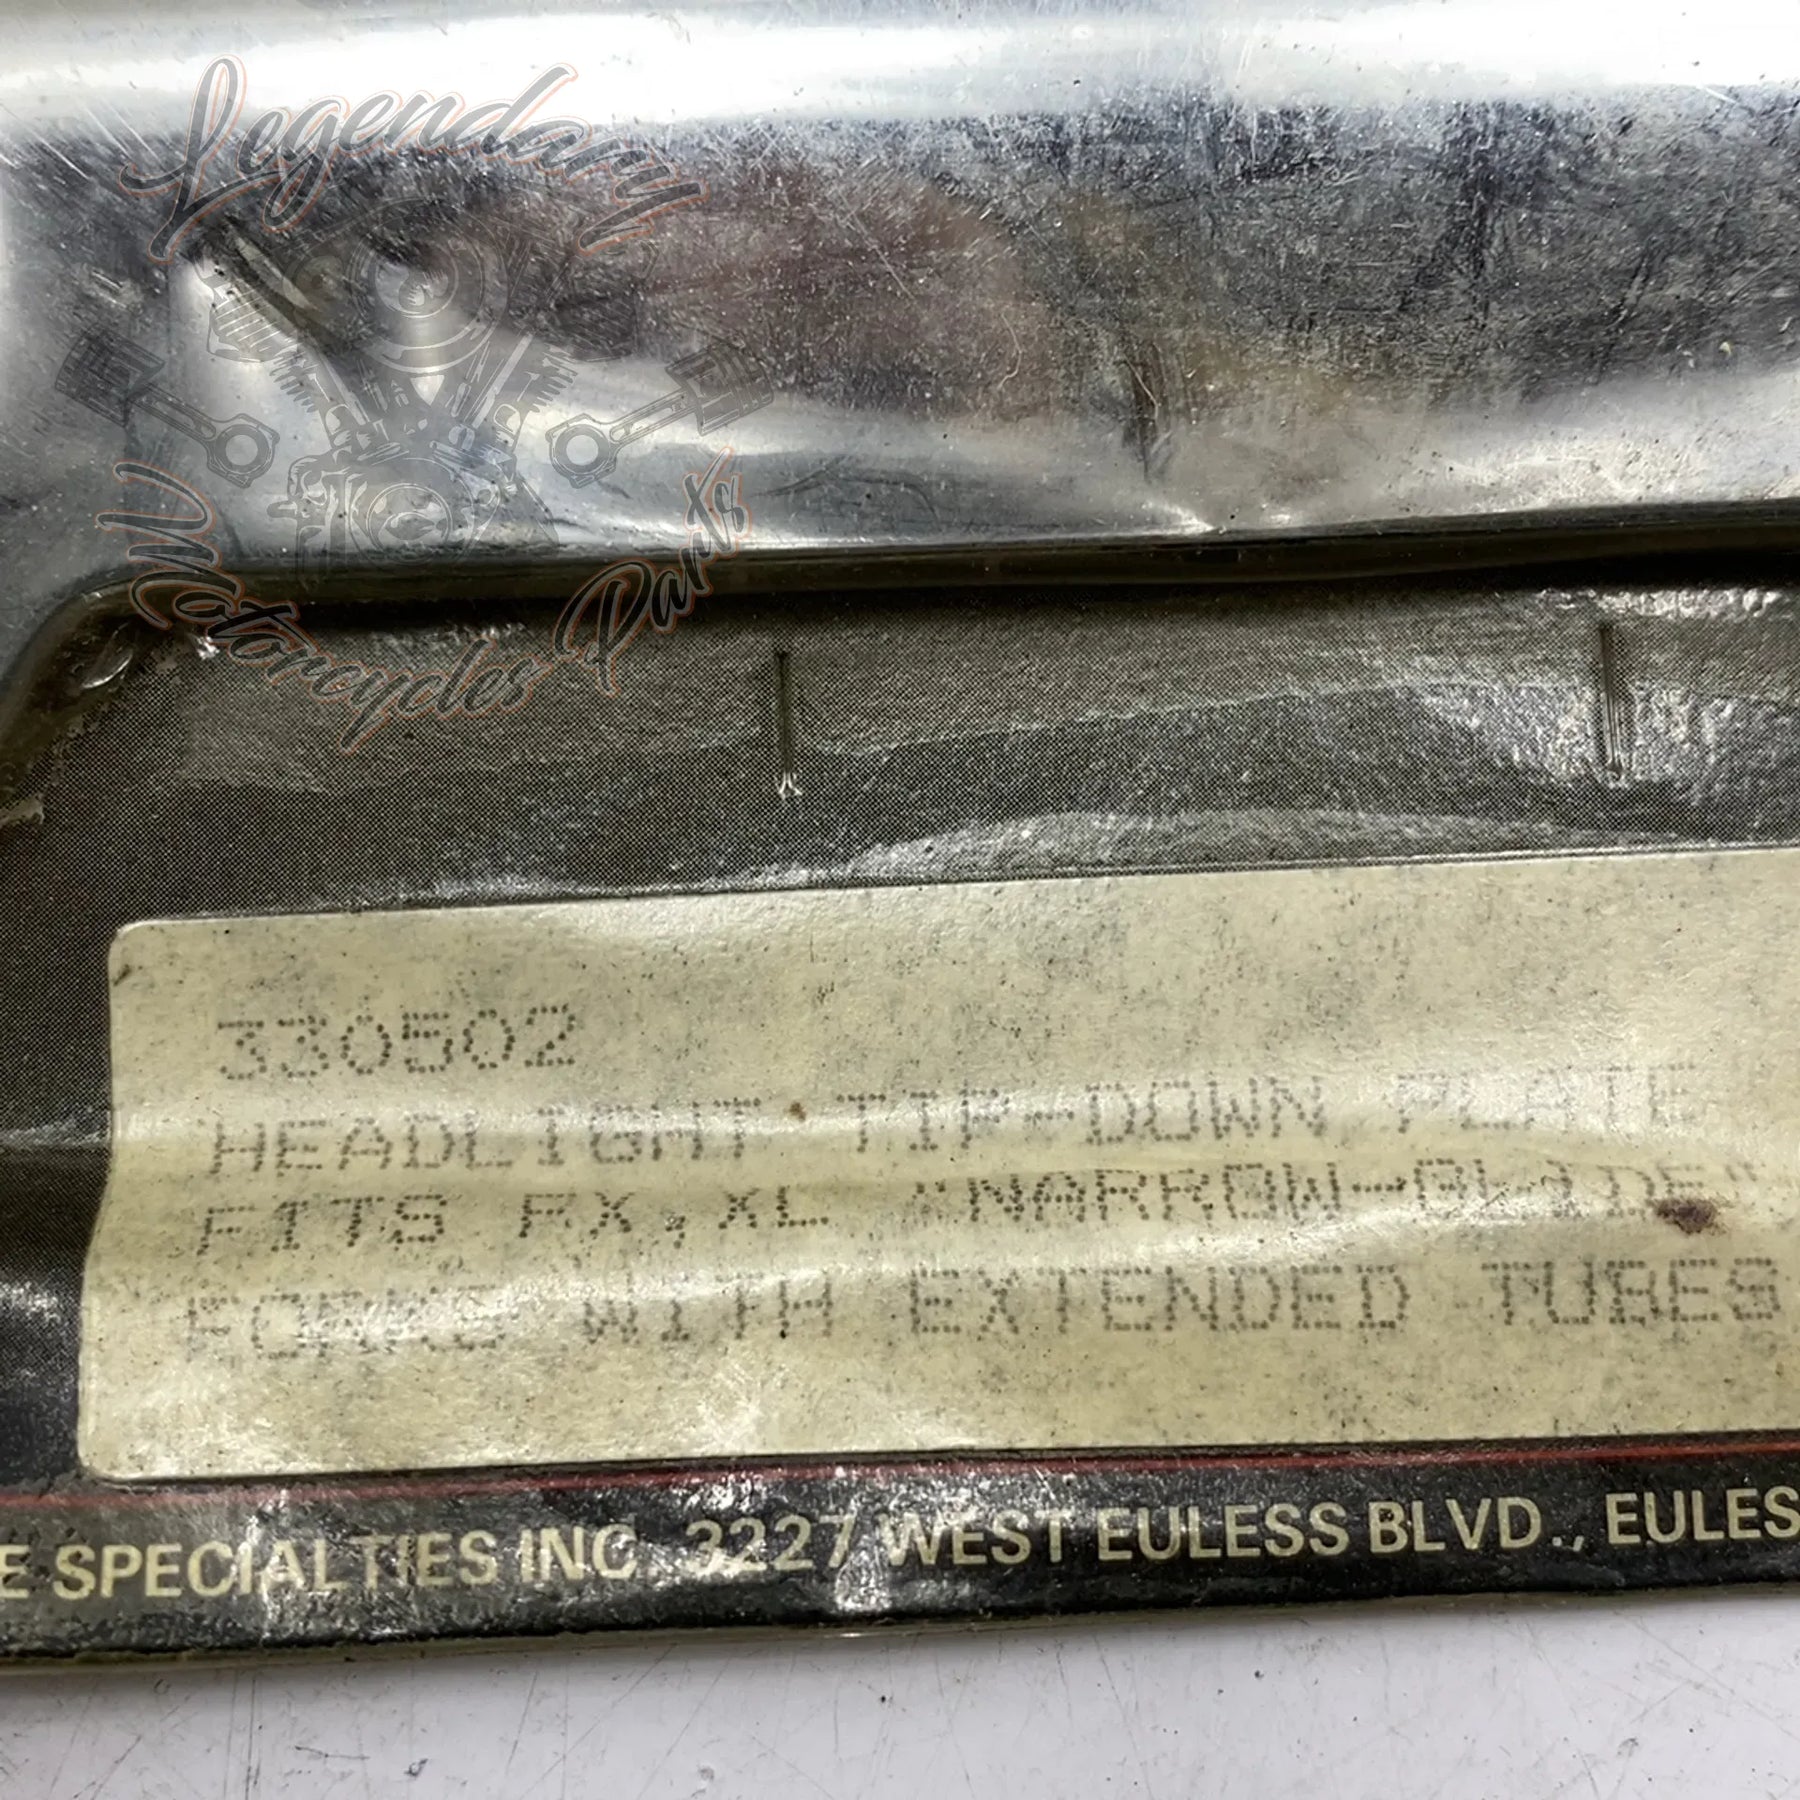 Legendary
Motorcycles Parts
330502
HEADLIGHT TIP-DOWN PLATE
FITS FX,XL "NARROW-GLIDE"
FORKS WITH EXTENDED TUBES
SPECIALTIES INC. 3227 WEST EULESS BLVD.,